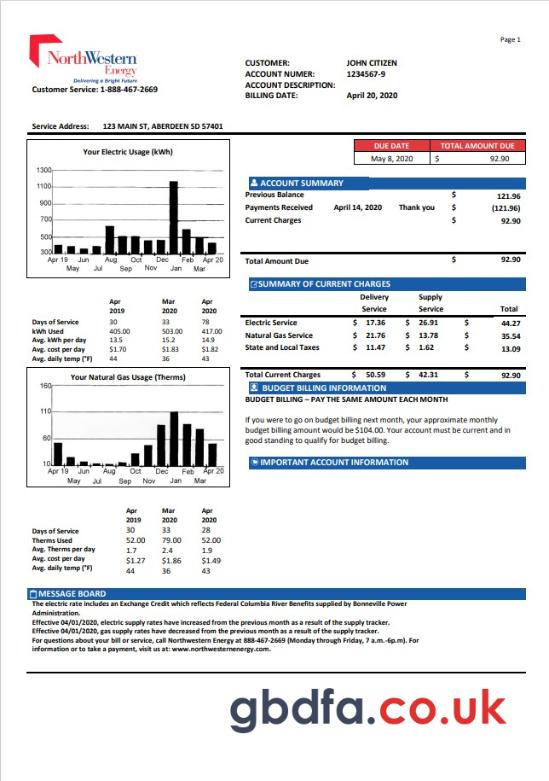 Page 1
NorthWestern
Energy
Delivering a Bright Future
Customer Service: 1-888-467-2669
CUSTOMER: JOHN CITIZEN
ACCOUNT NUMER: 1234567-9
ACCOUNT DESCRIPTION:
BILLING DATE: April 20, 2020
Service Address: 123 MAIN ST, ABERDEEN SD 57401
Your Electric Usage (kWh)
1300
1100
900
700
500
300
Apr 19 Jun Aug Oct Dec Feb Apr 20
May Jul Sep Nov Jan Mar
Apr Mar Apr
2019 2020 2020
Days of Service 30 33 78
kWh Used 405.00 503.00 417.00
Avg. kWh per day 13.5 15.2 14.9
Avg. cost per day $1.70 $1.83 $1.82
Avg. daily temp (°F) 44 36 43
Your Natural Gas Usage (Therms)
160
110
60
10
Apr 19 Jun Aug Oct Dec Feb Apr 20
May Jul Sep Nov Jan Mar
Apr Mar Apr
2019 2020 2020
Days of Service 30 33 28
Therms Used 52.00 79.00 52.00
Avg. Therms per day 1.7 2.4 1.9
Avg. cost per day $1.27 $1.86 $1.49
Avg. daily temp (°F) 44 36 43
DUE DATE TOTAL AMOUNT DUE
May 8, 2020 $ 92.90
ACCOUNT SUMMARY
Previous Balance $ 121.96
Payments Received April 14, 2020 Thank you $ (121.96)
Current Charges $ 92.90
Total Amount Due $ 92.90
SUMMARY OF CURRENT CHARGES
Delivery Supply
Service Service Total
Electric Service $ 17.36 $ 26.91 $ 44.27
Natural Gas Service $ 21.76 $ 13.78 $ 35.54
State and Local Taxes $ 11.47 $ 1.62 $ 13.09
Total Current Charges $ 50.59 $ 42.31 $ 92.90
BUDGET BILLING INFORMATION
BUDGET BILLING – PAY THE SAME AMOUNT EACH MONTH
If you were to go on budget billing next month, your approximate monthly
budget billing amount would be $104.00. Your account must be current and in
good standing to qualify for budget billing.
IMPORTANT ACCOUNT INFORMATION
MESSAGE BOARD
The electric rate includes an Exchange Credit which reflects Federal Columbia River Benefits supplied by Bonneville Power
Administration.
Effective 04/01/2020, electric supply rates have increased from the previous month as a result of the supply tracker.
Effective 04/01/2020, gas supply rates have decreased from the previous month as a result of the supply tracker.
For questions about your bill or service, call Northwestern Energy at 888-467-2669 (Monday through Friday, 7 a.m.-6p.m). For
information or to take a payment, visit us at: www.northwesternenergy.com.
gbdfa.co.uk